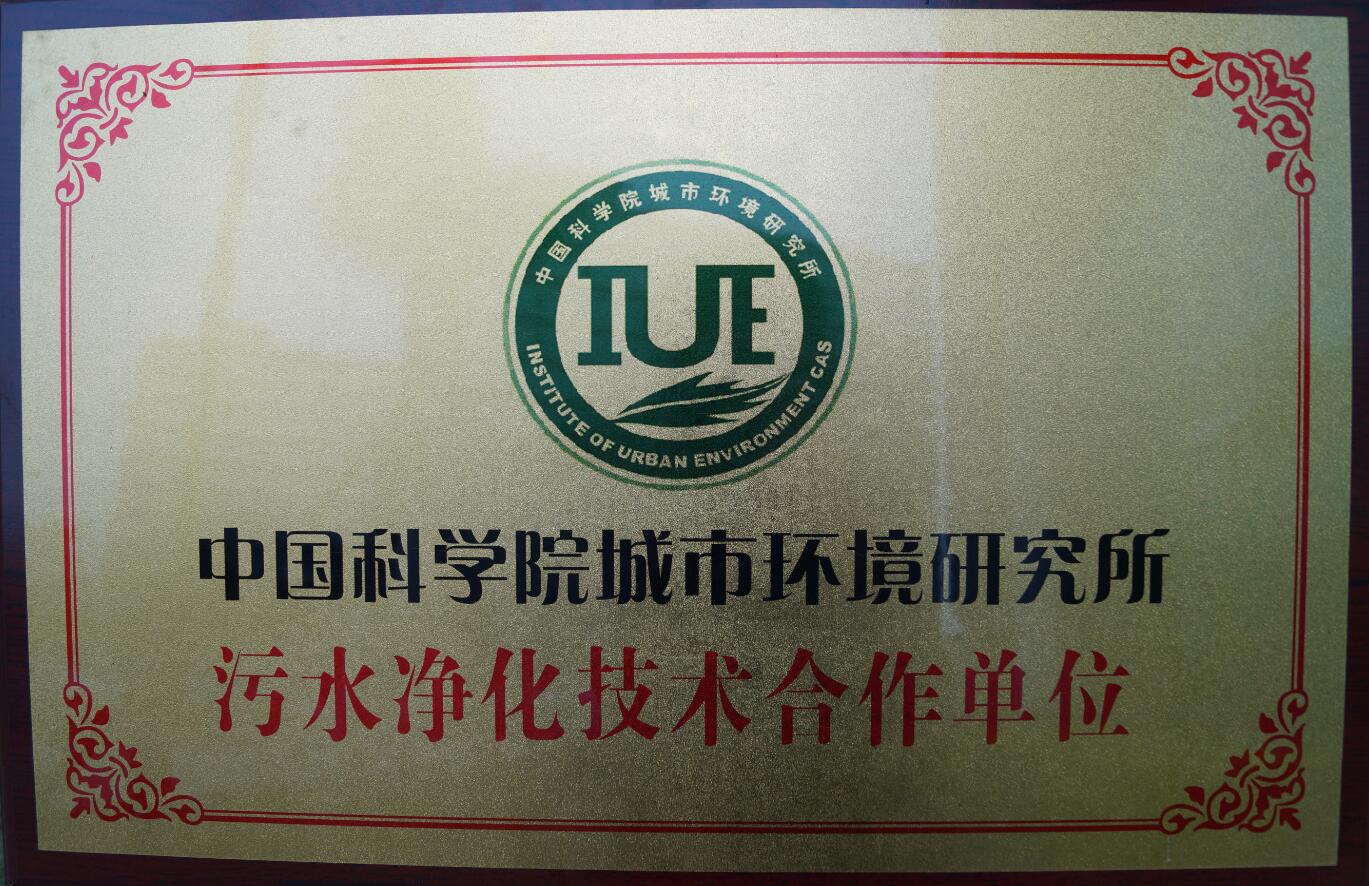 中国科学院城市环境研究所
IUE
INSTITUTE OF URBAN ENVIRONMENT CAS
中国科学院城市环境研究所
污水净化技术合作单位